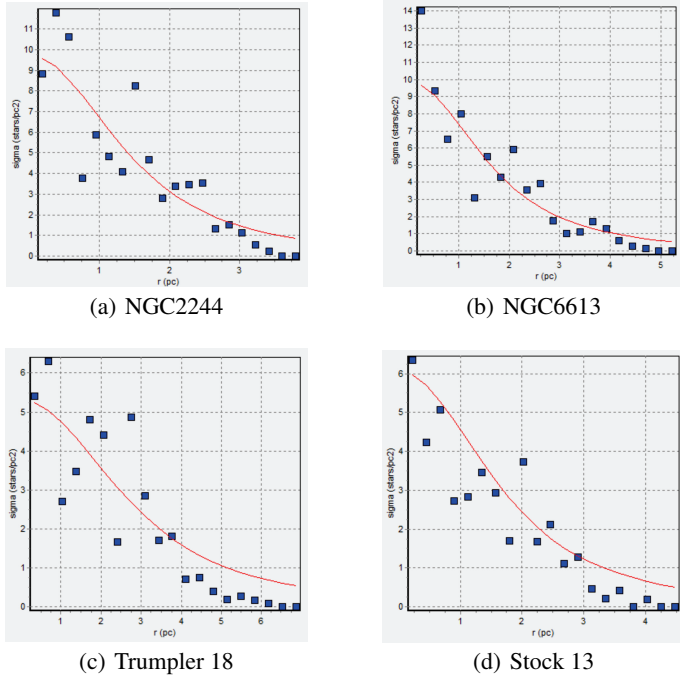 sigma (stars/pc2)
11
10
9
8
7
6
5
4
3
2
1
0
1 2 3
r (pc)
(a) NGC2244
sigma (stars/pc2)
14
13
12
11
10
9
8
7
6
5
4
3
2
1
0
1 2 3 4 5
r (pc)
(b) NGC6613
sigma (stars/pc2)
6
5
4
3
2
1
0
1 2 3 4 5 6
r (pc)
(c) Trumpler 18
sigma (stars/pc2)
6
5
4
3
2
1
0
1 2 3 4
r (pc)
(d) Stock 13